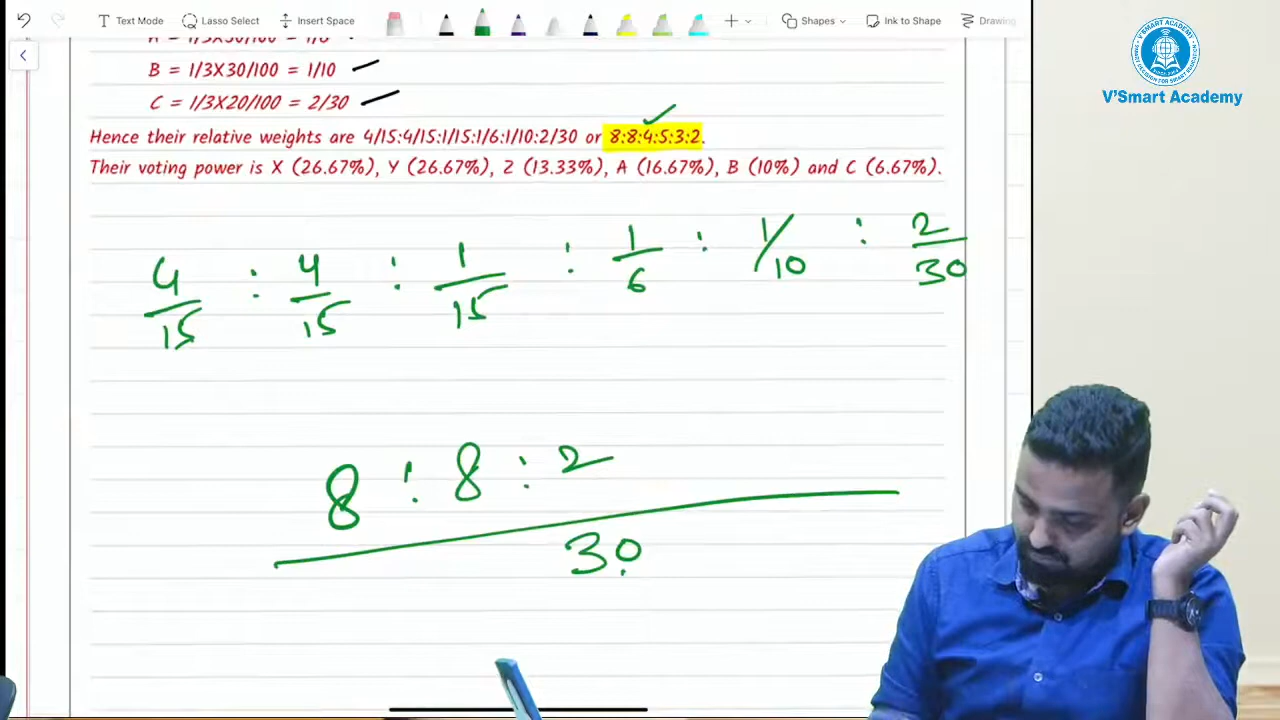 Text Mode Lasso Select Insert Space Shapes Ink to Shape Drawing
V'SMART ACADEMY
V'Smart Academy
B = 1/3X30/100 = 1/10
C = 1/3X20/100 = 2/30
Hence their relative weights are 4/15:4/15:1/15:1/6:1/10:2/30 or 8:8:4:5:3:2.
Their voting power is X (26.67%), Y (26.67%), Z (13.33%), A (16.67%), B (10%) and C (6.67%).
4/15 : 4/15 : 1/15 : 1/6 : 1/10 : 2/30
8 : 8 : 2
30